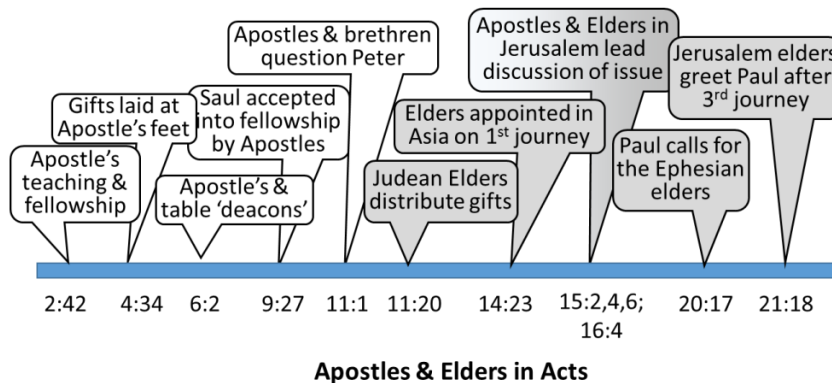 Apostle's
teaching &
fellowship
Gifts laid at
Apostle's feet
Apostle's &
table 'deacons'
Saul accepted
into fellowship
by Apostles
Apostles & brethren
question Peter
Judean Elders
distribute gifts
Elders appointed in
Asia on 1st journey
Apostles & Elders in
Jerusalem lead
discussion of issue
Paul calls for
the Ephesian
elders
Jerusalem elders
greet Paul after
3rd journey
2:42
4:34
6:2
9:27
11:1
11:20
14:23
15:2,4,6;
16:4
20:17
21:18
Apostles & Elders in Acts